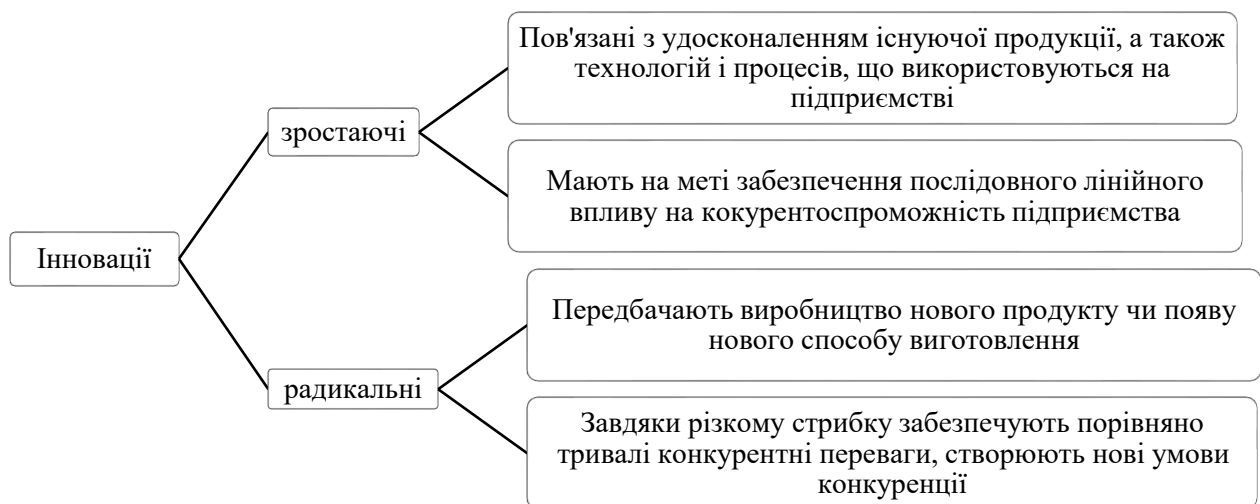 Інновації
зростаючі
Пов'язані з удосконаленням існуючої продукції, а також
технологій і процесів, що використовуються на
підприємстві
Мають на меті забезпечення послідовного лінійного
впливу на кокурентоспроможність підприємства
радикальні
Передбачають виробництво нового продукту чи появу
нового способу виготовлення
Завдяки різкому стрибку забезпечують порівняно
тривалі конкурентні переваги, створюють нові умови
конкуренції